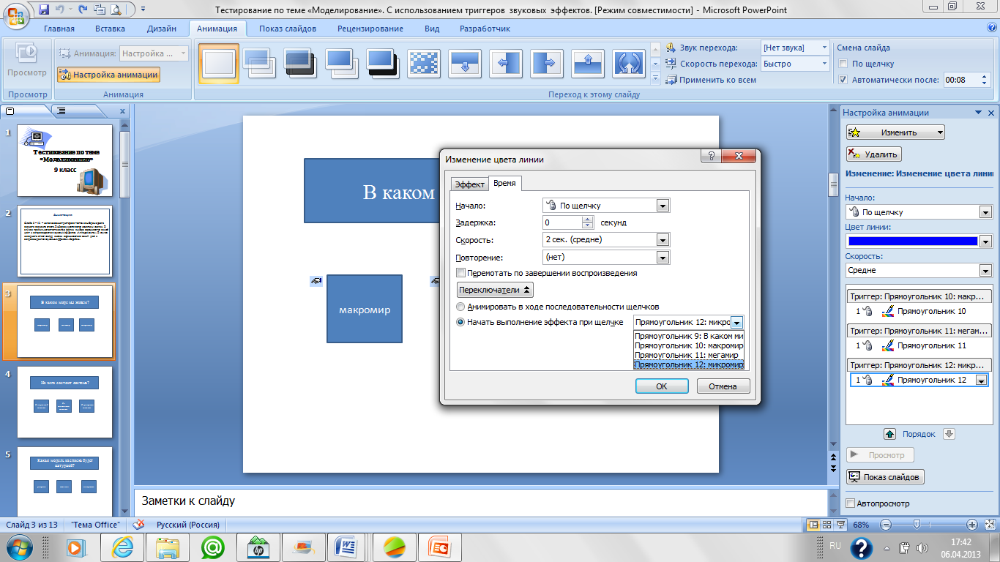 Тестирование по теме «Моделирование». С использованием триггеров звуковых эффектов. [Режим совместимости] - Microsoft PowerPoint
Главная Вставка Дизайн Анимация Показ слайдов Рецензирование Вид Разработчик
Просмотр
Анимация: Настройка ...
Настройка анимации
Звук перехода: [Нет звука]
Скорость перехода: Быстро
Применить ко всем
Смена слайда
По щелчку
Автоматически после: 00:08
Просмотр Анимация Переход к этому слайду
1
Тестирование по теме
«Моделирование»
9 класс
2
3
В каком мире мы живем?
4
Из чего состоит система?
5
Какая модель человека будет
натурной?
В каком
макромир
Изменение цвета линии
Эффект Время
Начало: По щелчку
Задержка: 0 секунд
Скорость: 2 сек. (средне)
Повторение: (нет)
Перемотать по завершении воспроизведения
Переключатели
Анимировать в ходе последовательности щелчков
Начать выполнение эффекта при щелчке Прямоугольник 12: микро
Прямоугольник 9: В каком ми
Прямоугольник 10: макромир
Прямоугольник 11: мегамир
Прямоугольник 12: микромир
ОК Отмена
Настройка анимации
Изменить
Удалить
Изменение: Изменение цвета лини
Начало:
По щелчку
Цвет линии:
Скорость:
Средне
Триггер: Прямоугольник 10: макр...
1 Прямоугольник 10
Триггер: Прямоугольник 11: мегам...
1 Прямоугольник 11
Триггер: Прямоугольник 12: микр...
1 Прямоугольник 12
Порядок
Просмотр
Показ слайдов
Автопросмотр
Заметки к слайду
Слайд 3 из 13 "Тема Office" Русский (Россия) 68%
RU
17:42
06.04.2013